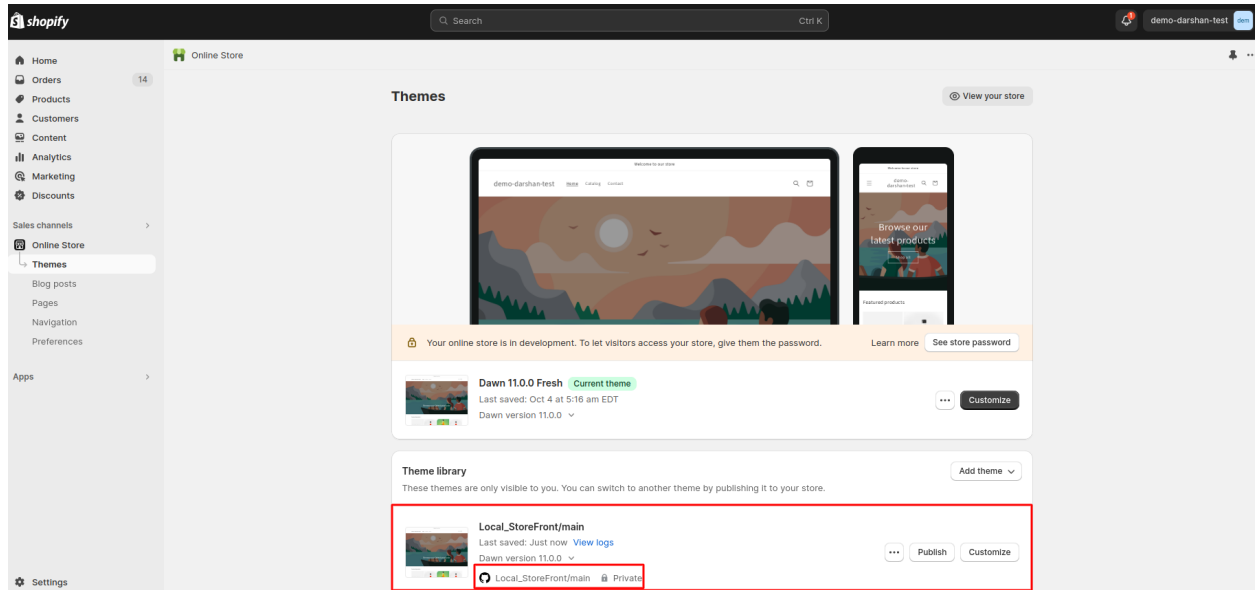 shopify
Search Ctrl K
demo-darshan-test dem
Home
Orders 14
Products
Customers
Content
Analytics
Marketing
Discounts
Sales channels
Online Store
Themes
Blog posts
Pages
Navigation
Preferences
Apps
Settings
Online Store
Themes
View your store
Welcome to our store
demo-darshan-test Home Catalog Contact
Welcome to our store
demo-
darshan-test
Browse our
latest products
Featured products
Your online store is in development. To let visitors access your store, give them the password. Learn more See store password
Dawn 11.0.0 Fresh Current theme
Last saved: Oct 4 at 5:16 am EDT
Dawn version 11.0.0
Customize
Theme library
Add theme
These themes are only visible to you. You can switch to another theme by publishing it to your store.
Local_StoreFront/main
Last saved: Just now View logs
Dawn version 11.0.0
Publish Customize
Local_StoreFront/main Private